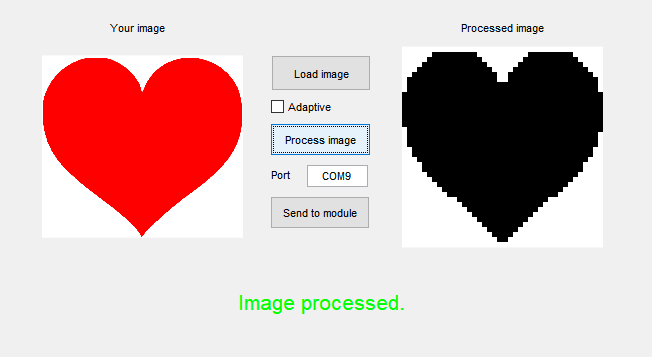 Your image
Processed image
Load image
Adaptive
Process image
Port
COM9
Send to module
Image processed.